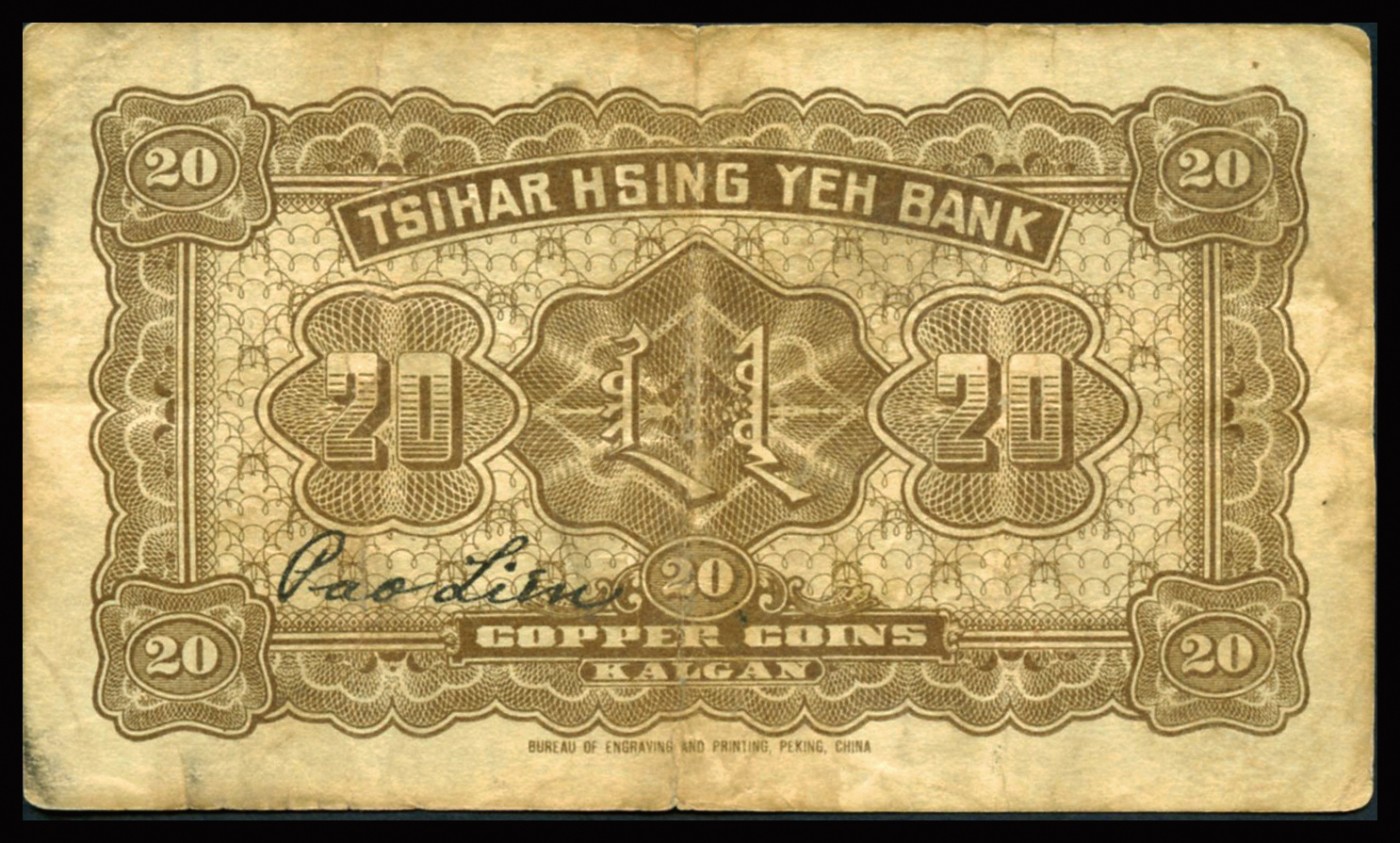 20 20
TSIHAR HSING YEH BANK
20 20
Pao Lien
20
COPPER COINS
20 20
KALGAN
BUREAU OF ENGRAVING AND PRINTING, PEKING, CHINA